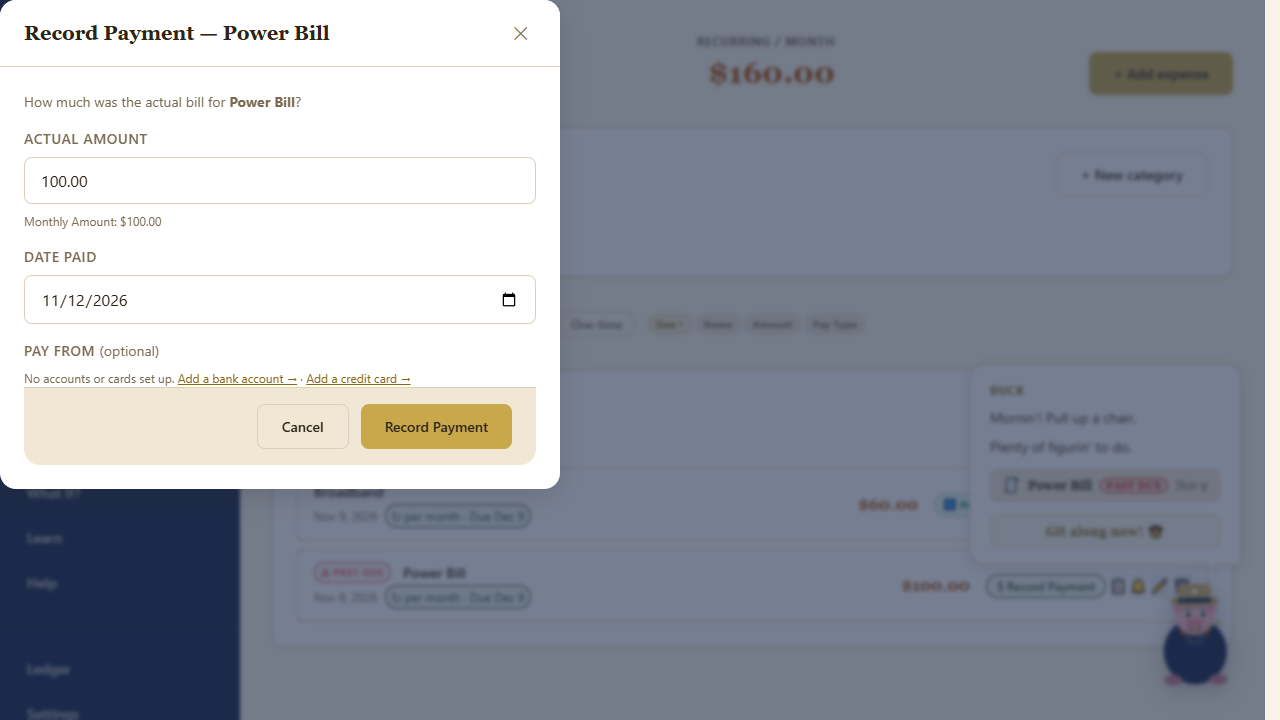 Record Payment — Power Bill
How much was the actual bill for Power Bill?
ACTUAL AMOUNT
100.00
Monthly Amount: $100.00
DATE PAID
11/12/2026
PAY FROM (optional)
No accounts or cards set up. Add a bank account → · Add a credit card →
Cancel
Record Payment
RECURRING / MONTH
$160.00
+ Add expense
+ New category
One-time
Due ↑
Name
Amount
Pay Type
BUCK
Mornin'! Pull up a chair.
Plenty of figurin' to do.
Power Bill PAST DUE Nov 9
Git along now!
Broadband
Nov 9, 2026 ↻ per month · Due Dec 9
$60.00
PAST DUE Power Bill
Nov 9, 2026 ↻ per month · Due Dec 9
$100.00
$ Record Payment
What If?
Learn
Help
Ledger
Settings